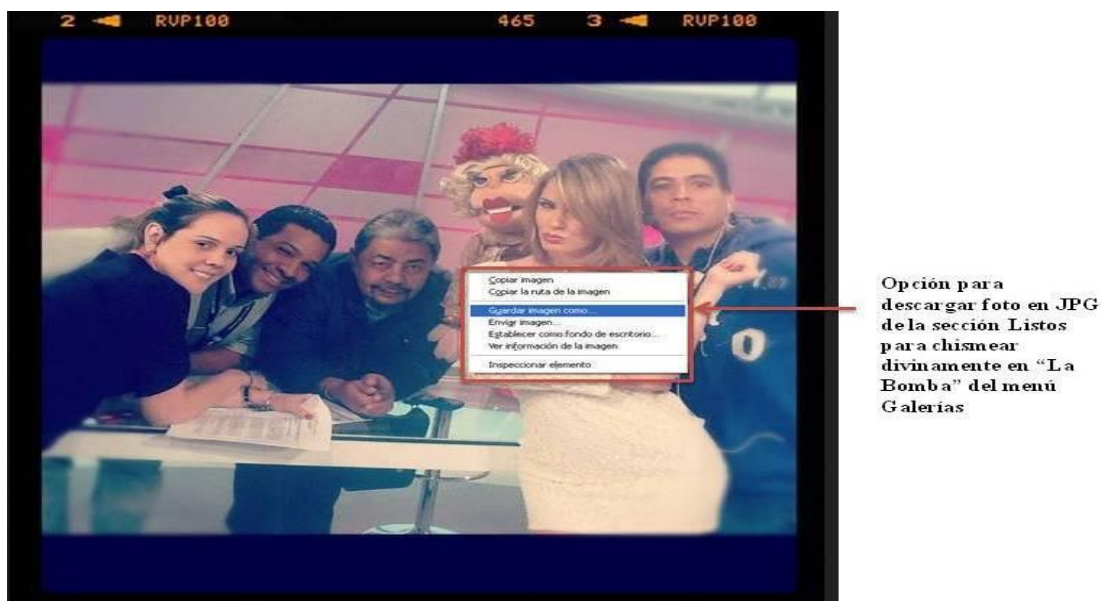 2 RVP100 465 3 RVP100
Copiar imagen
Copiar la ruta de la imagen
Guardar imagen como...
Enviar imagen...
Establecer como fondo de escritorio...
Ver información de la imagen
Inspeccionar elemento
Opción para
descargar foto en JPG
de la sección Listos
para chismear
divinamente en “La
Bomba” del menú
Galerías
O